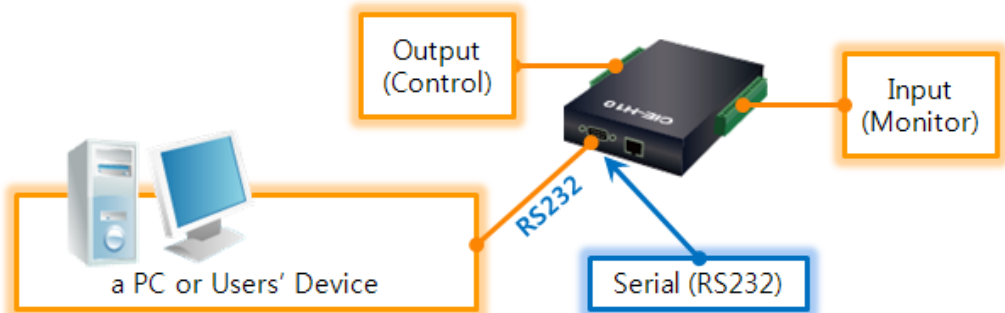 Output
(Control)
Input
(Monitor)
CIE-H10
RS232
a PC or Users' Device
Serial (RS232)